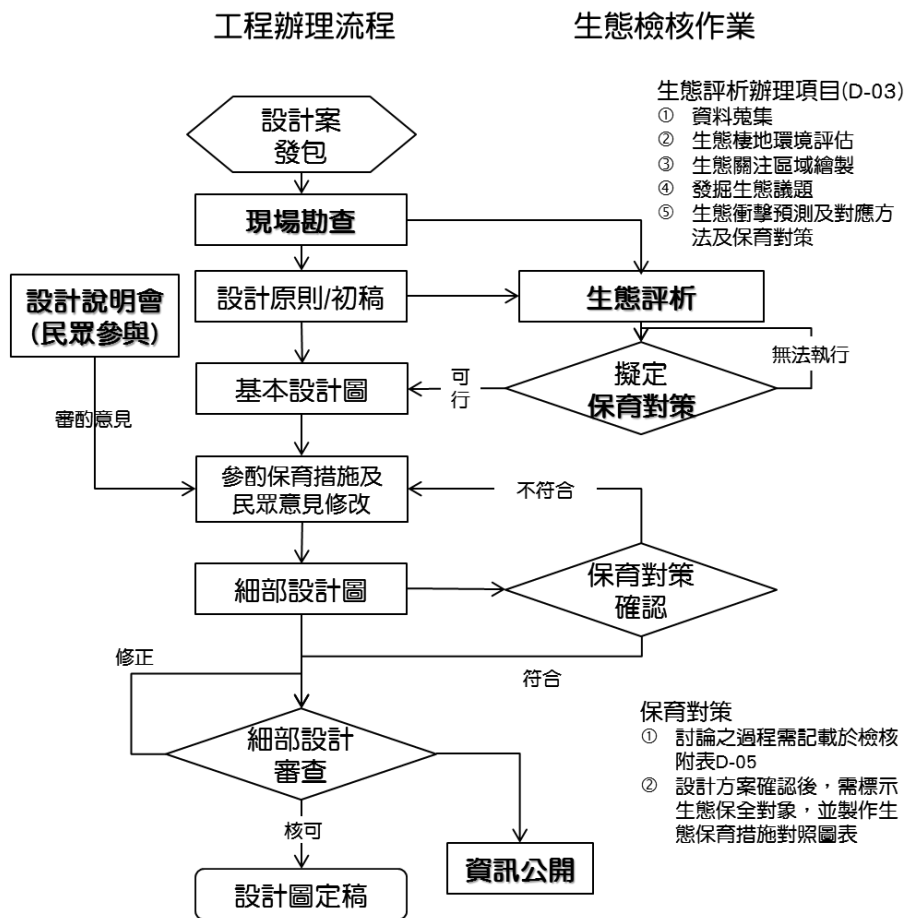 工程辦理流程
生態檢核作業
生態評析辦理項目(D-03)
① 資料蒐集
② 生態棲地環境評估
③ 生態關注區域繪製
④ 發掘生態議題
⑤ 生態衝擊預測及對應方
法及保育對策
設計案
發包
現場勘查
設計說明會
(民眾參與)
設計原則/初稿
生態評析
無法執行
擬定
保育對策
可
行
基本設計圖
審酌意見
參酌保育措施及
民眾意見修改
不符合
細部設計圖
保育對策
確認
修正
符合
細部設計
審查
保育對策
① 討論之過程需記載於檢核
附表D-05
② 設計方案確認後，需標示
生態保全對象，並製作生
態保育措施對照圖表
核可
資訊公開
設計圖定稿